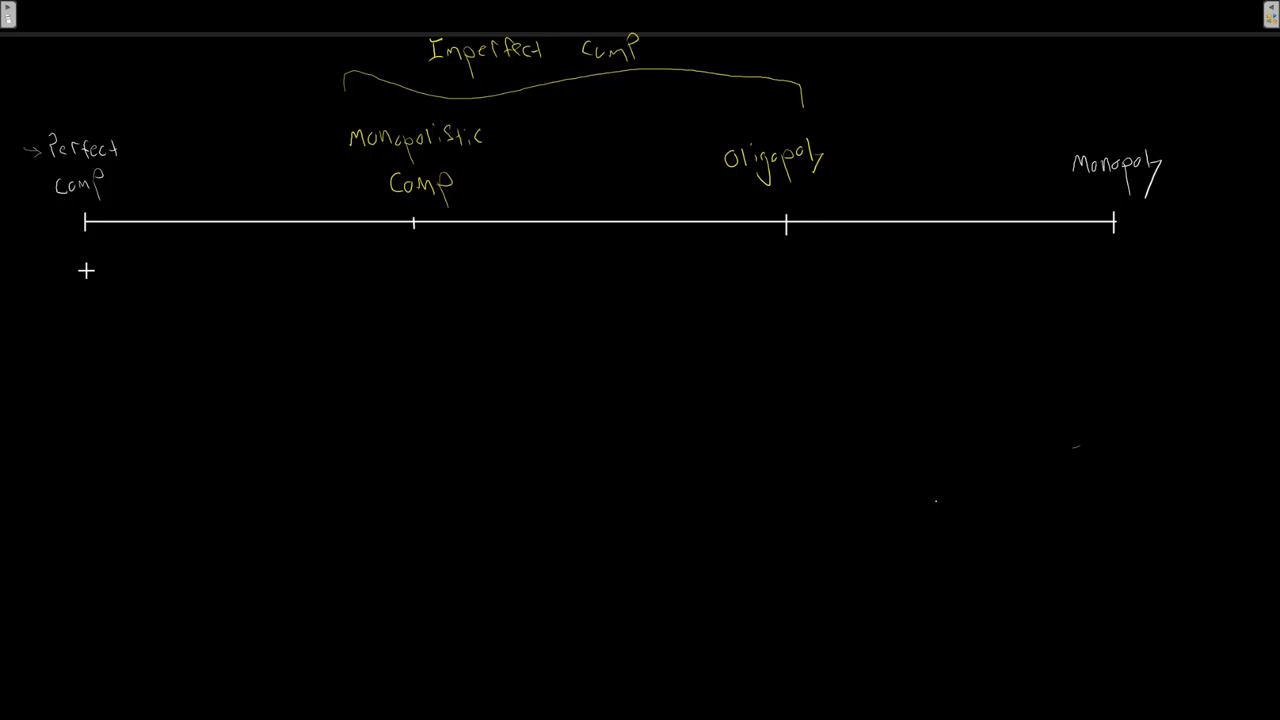 Imperfect comp
Monopolistic
Comp
Oligopoly
→ Perfect
comp
Monopoly